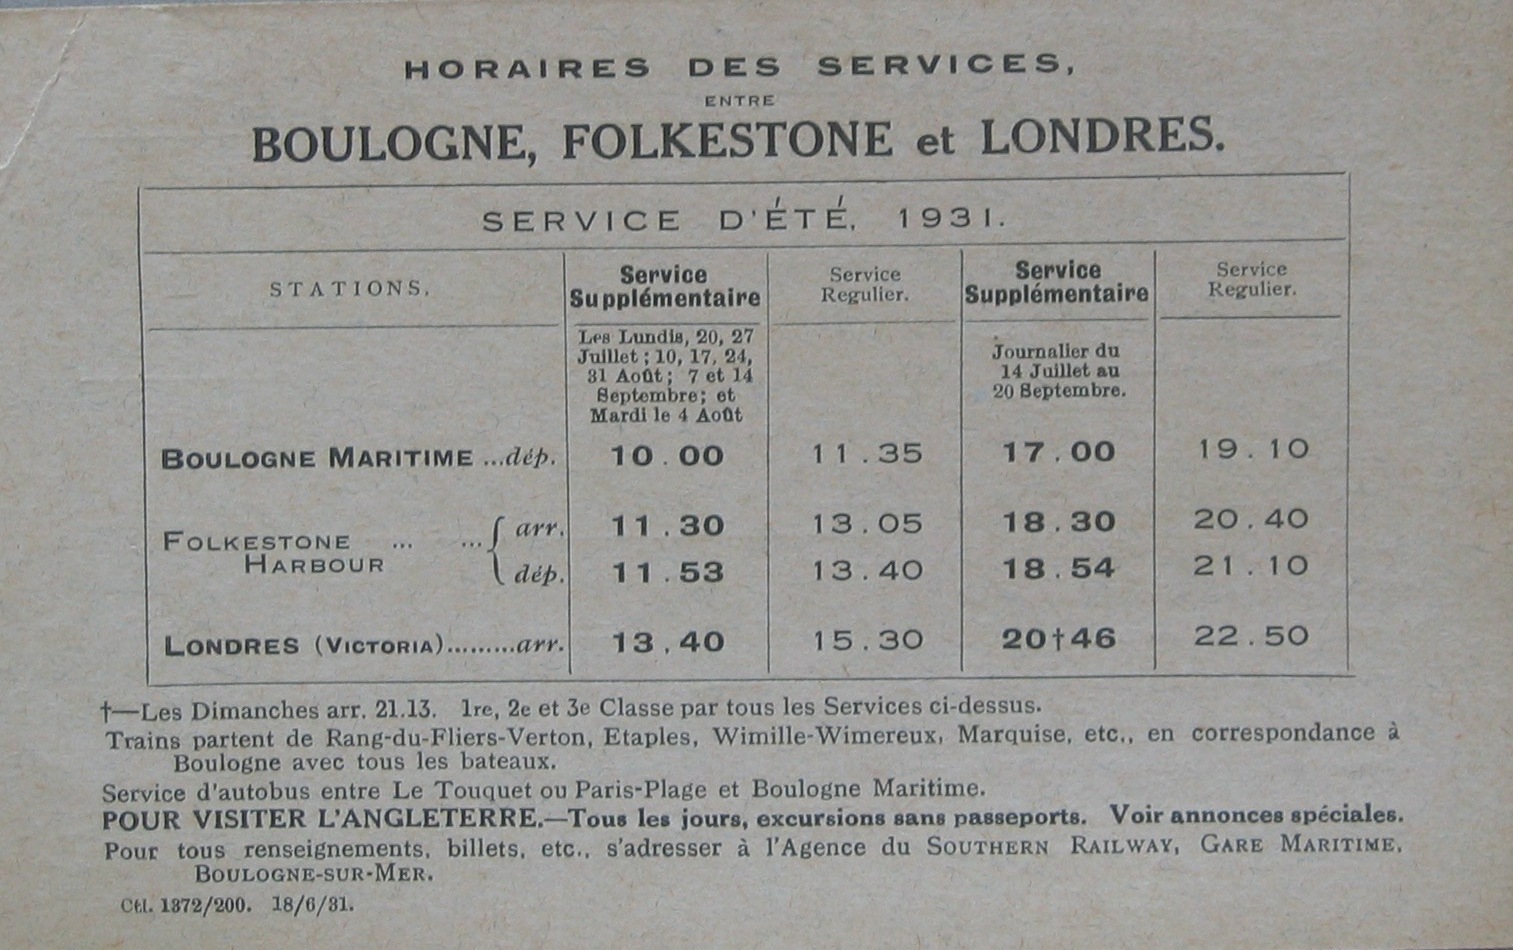 HORAIRES DES SERVICES,
ENTRE
BOULOGNE, FOLKESTONE et LONDRES.
SERVICE D'ÉTÉ, 1931.
STATIONS.
Service
Supplémentaire
Service
Regulier.
Service
Supplémentaire
Service
Regulier.
Les Lundis, 20, 27
Juillet ; 10, 17, 24,
31 Août ; 7 et 14
Septembre; et
Mardi le 4 Août
Journalier du
14 Juillet au
20 Septembre.
BOULOGNE MARITIME ...dép. 10.00 11.35 17.00 19.10
FOLKESTONE ... ... arr. 11.30 13.05 18.30 20.40
HARBOUR dép. 11.53 13.40 18.54 21.10
LONDRES (VICTORIA).........arr. 13.40 15.30 20†46 22.50
†—Les Dimanches arr. 21.13. 1re, 2e et 3e Classe par tous les Services ci-dessus.
Trains partent de Rang-du-Fliers-Verton, Etaples, Wimille-Wimereux, Marquise, etc., en correspondance à
Boulogne avec tous les bateaux.
Service d'autobus entre Le Touquet ou Paris-Plage et Boulogne Maritime.
POUR VISITER L'ANGLETERRE.—Tous les jours, excursions sans passeports. Voir annonces spéciales.
Pour tous renseignements, billets, etc., s'adresser à l'Agence du SOUTHERN RAILWAY, GARE MARITIME,
BOULOGNE-SUR-MER.
Ctl. 1372/200. 18/6/31.